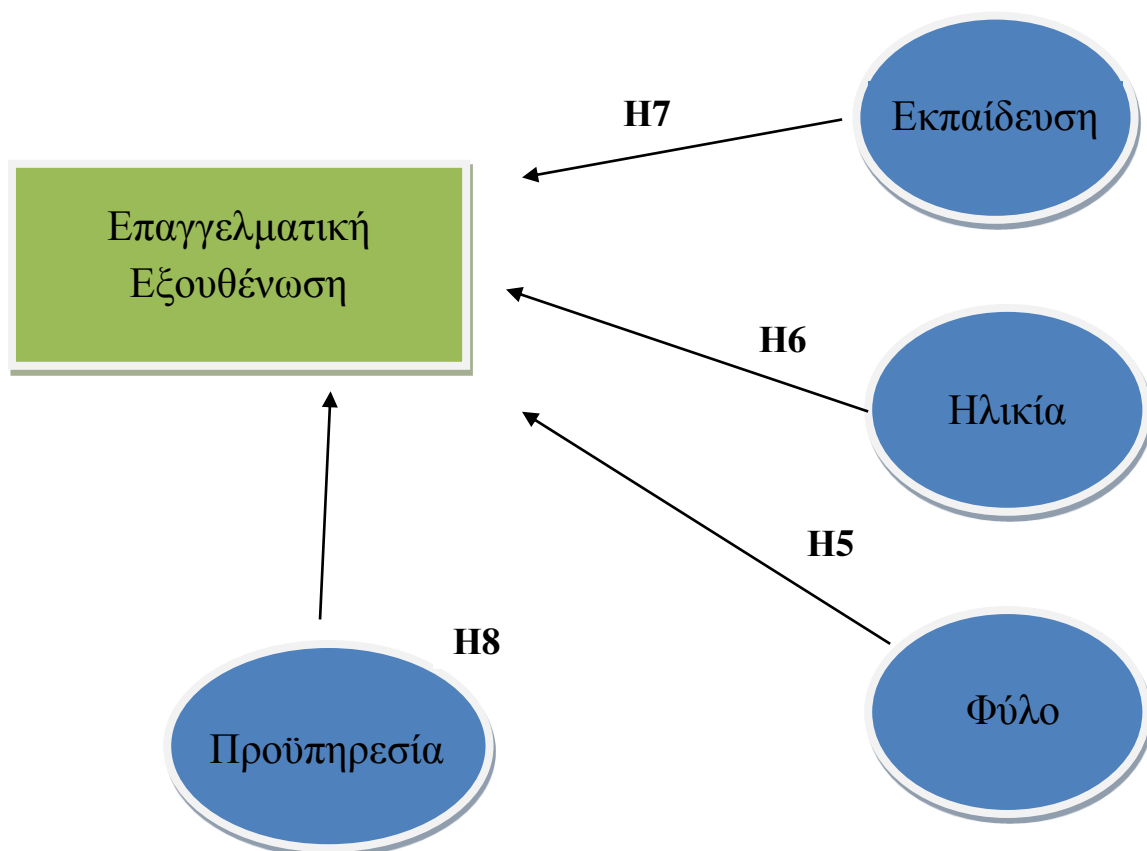 Εκπαίδευση
H7
Επαγγελματική
Εξουθένωση
H6
Ηλικία
H5
H8
Φύλο
Προϋπηρεσία